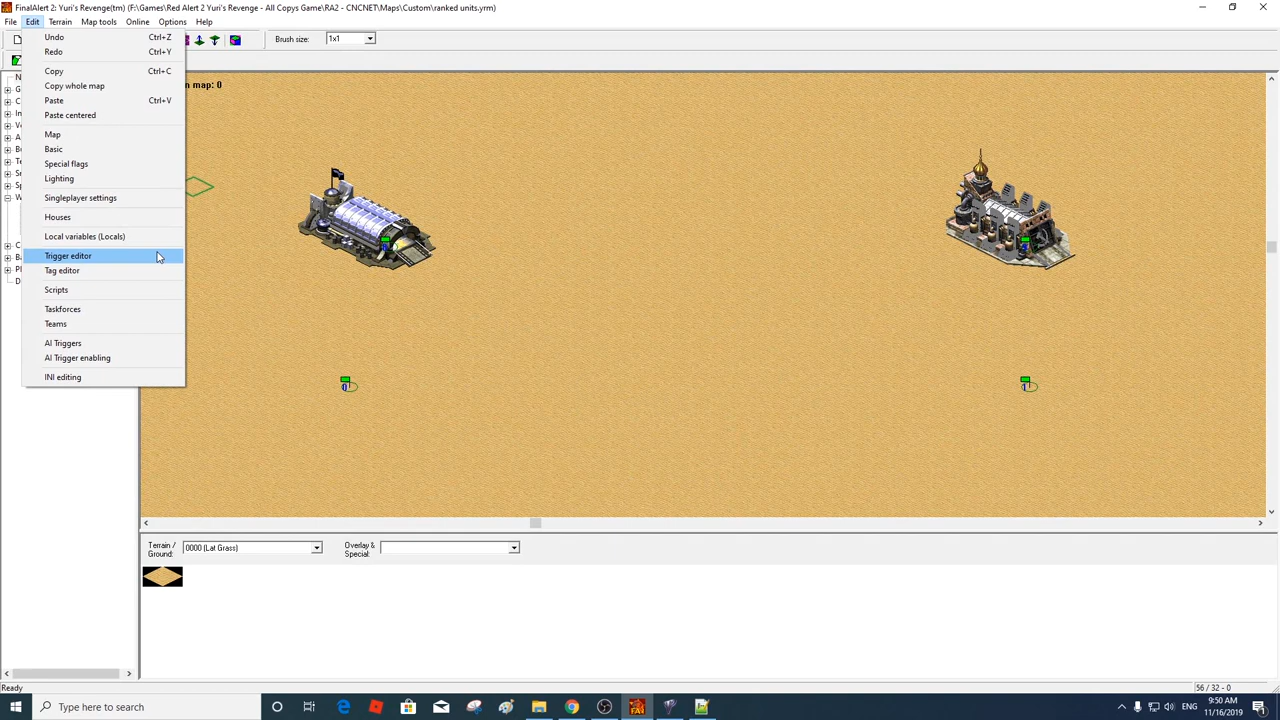 FinalAlert 2: Yuri's Revenge(tm) (F:\Games\Red Alert 2 Yuri's Revenge - All Copys Game\RA2 - CNCNET\Maps\Custom\ranked units.yrm)
File Edit Terrain Map tools Online Options Help
Brush size: 1x1
Undo Ctrl+Z
Redo Ctrl+Y
Copy Ctrl+C
Copy whole map
Paste Ctrl+V
Paste centered
Map
Basic
Special flags
Lighting
Singleplayer settings
Houses
Local variables (Locals)
Trigger editor
Tag editor
Scripts
Taskforces
Teams
AI Triggers
AI Trigger enabling
INI editing
n map: 0
0
1
Terrain / Ground: 0000 (Lat Grass) Overlay & Special:
Ready
56 / 32 - 0
Type here to search
ENG
9:50 AM
11/16/2019